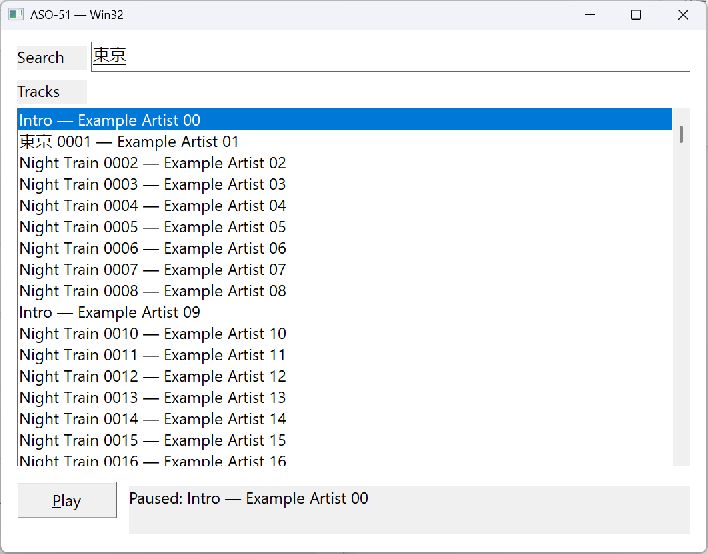 ASO-51 — Win32
Search 東京
Tracks
Intro — Example Artist 00
東京 0001 — Example Artist 01
Night Train 0002 — Example Artist 02
Night Train 0003 — Example Artist 03
Night Train 0004 — Example Artist 04
Night Train 0005 — Example Artist 05
Night Train 0006 — Example Artist 06
Night Train 0007 — Example Artist 07
Night Train 0008 — Example Artist 08
Intro — Example Artist 09
Night Train 0010 — Example Artist 10
Night Train 0011 — Example Artist 11
Night Train 0012 — Example Artist 12
Night Train 0013 — Example Artist 13
Night Train 0014 — Example Artist 14
Night Train 0015 — Example Artist 15
Night Train 0016 — Example Artist 16
Play Paused: Intro — Example Artist 00